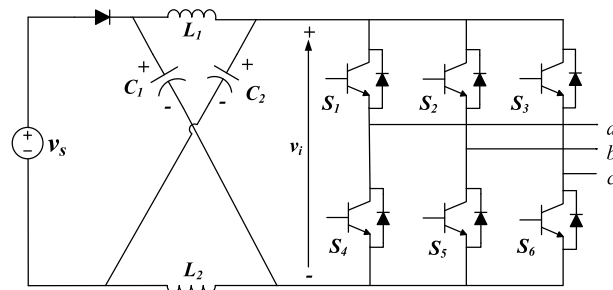 L1
+
+
+
C1
C2
-
-
S1
S2
S3
+
-
vs
vi
a
b
c
S4
S5
S6
L2
-